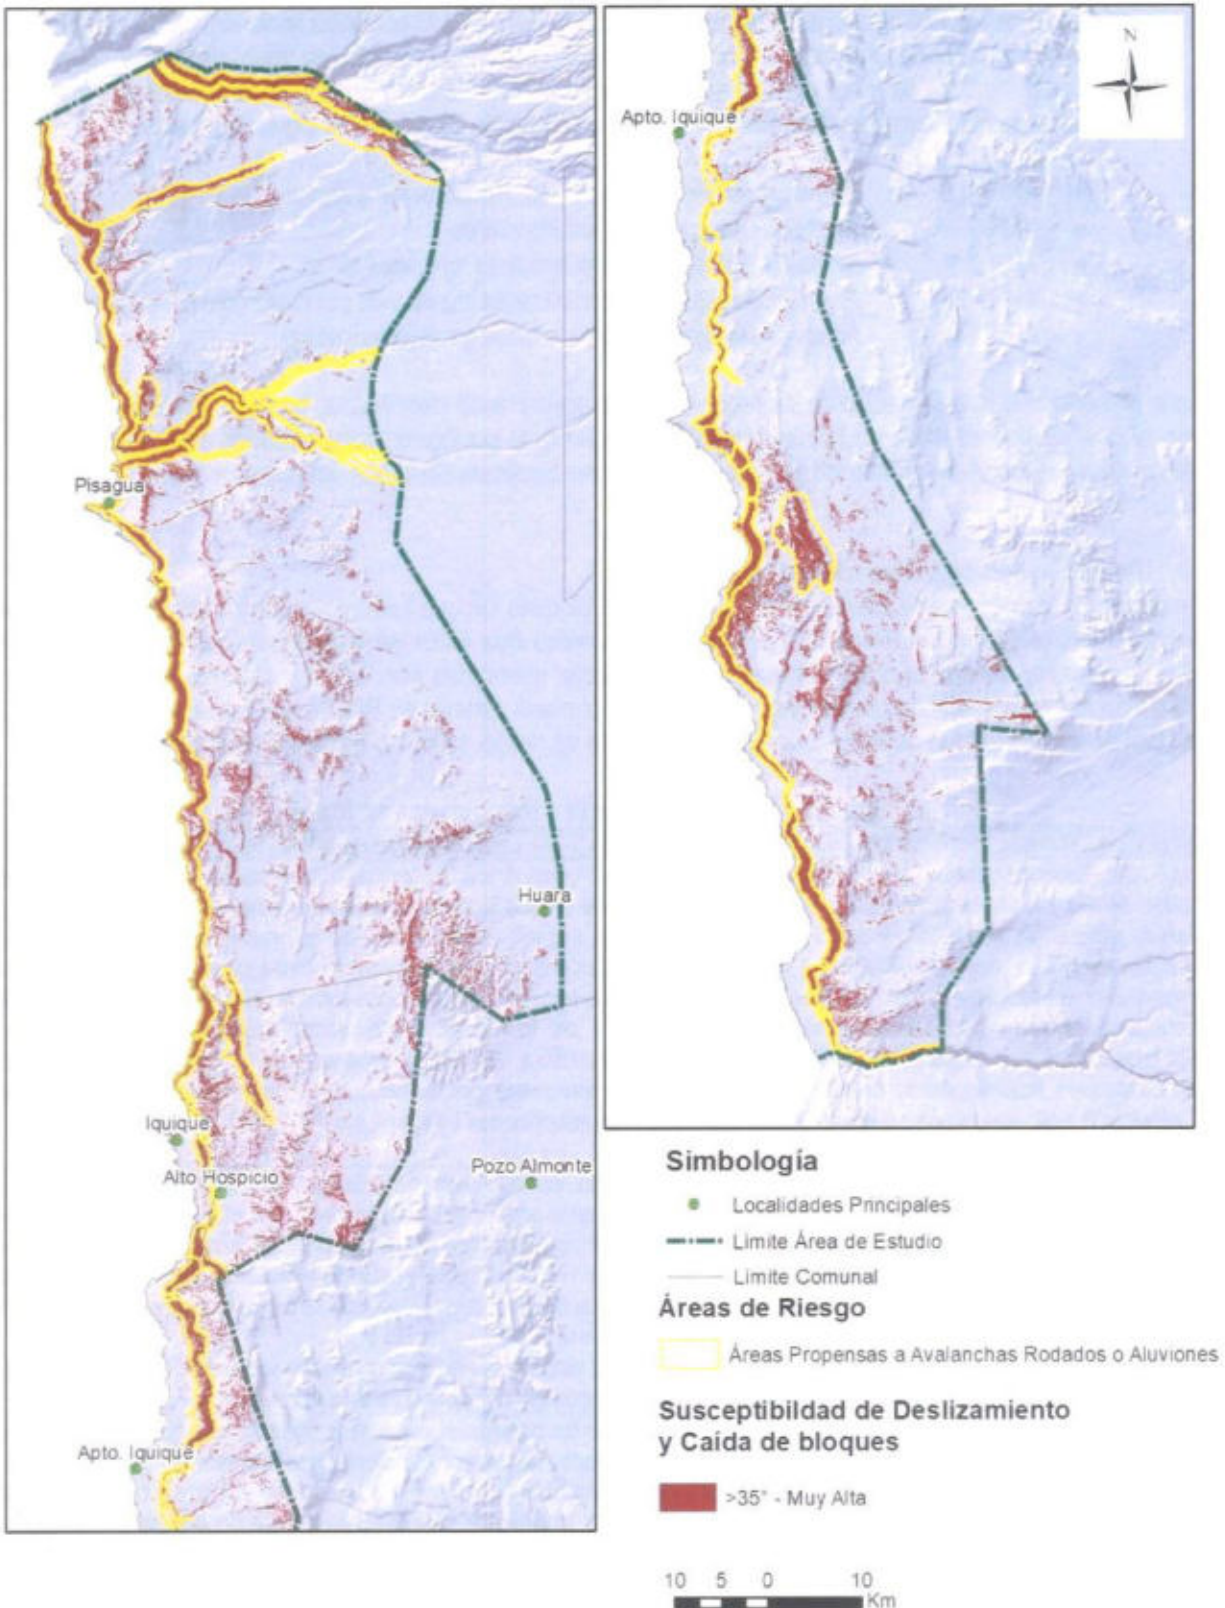 Pisagua
Huara
Iquique
Alto Hospicio
Pozo Almonte
Apto. Iquique
N
Apto. Iquique
Simbología
Localidades Principales
Limite Área de Estudio
Limite Comunal
Áreas de Riesgo
Áreas Propensas a Avalanchas Rodados o Aluviones
Susceptibildad de Deslizamiento
y Caída de bloques
>35° - Muy Alta
10 5 0 10
Km